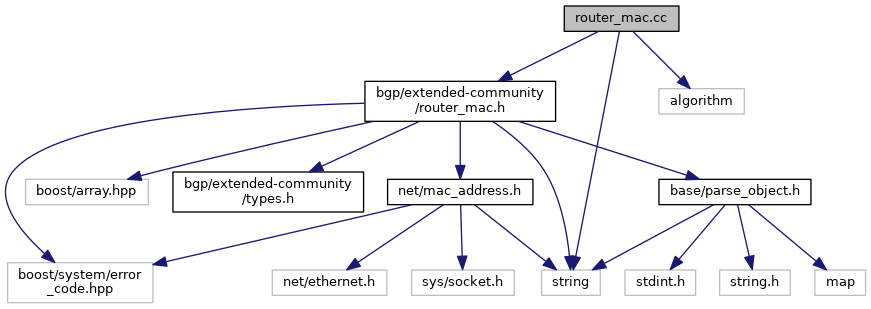 router_mac.cc
bgp/extended-community
/router_mac.h
algorithm
boost/array.hpp
bgp/extended-community
/types.h
net/mac_address.h
base/parse_object.h
boost/system/error
_code.hpp
net/ethernet.h
sys/socket.h
string
stdint.h
string.h
map